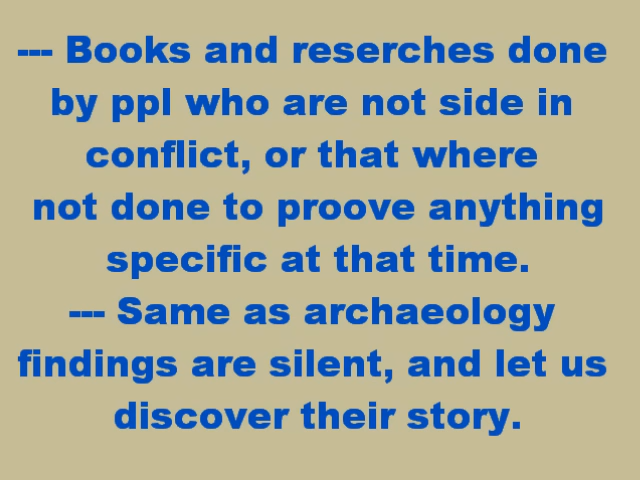 --- Books and reserches done
by ppl who are not side in
conflict, or that where
not done to proove anything
specific at that time.
--- Same as archaeology
findings are silent, and let us
discover their story.